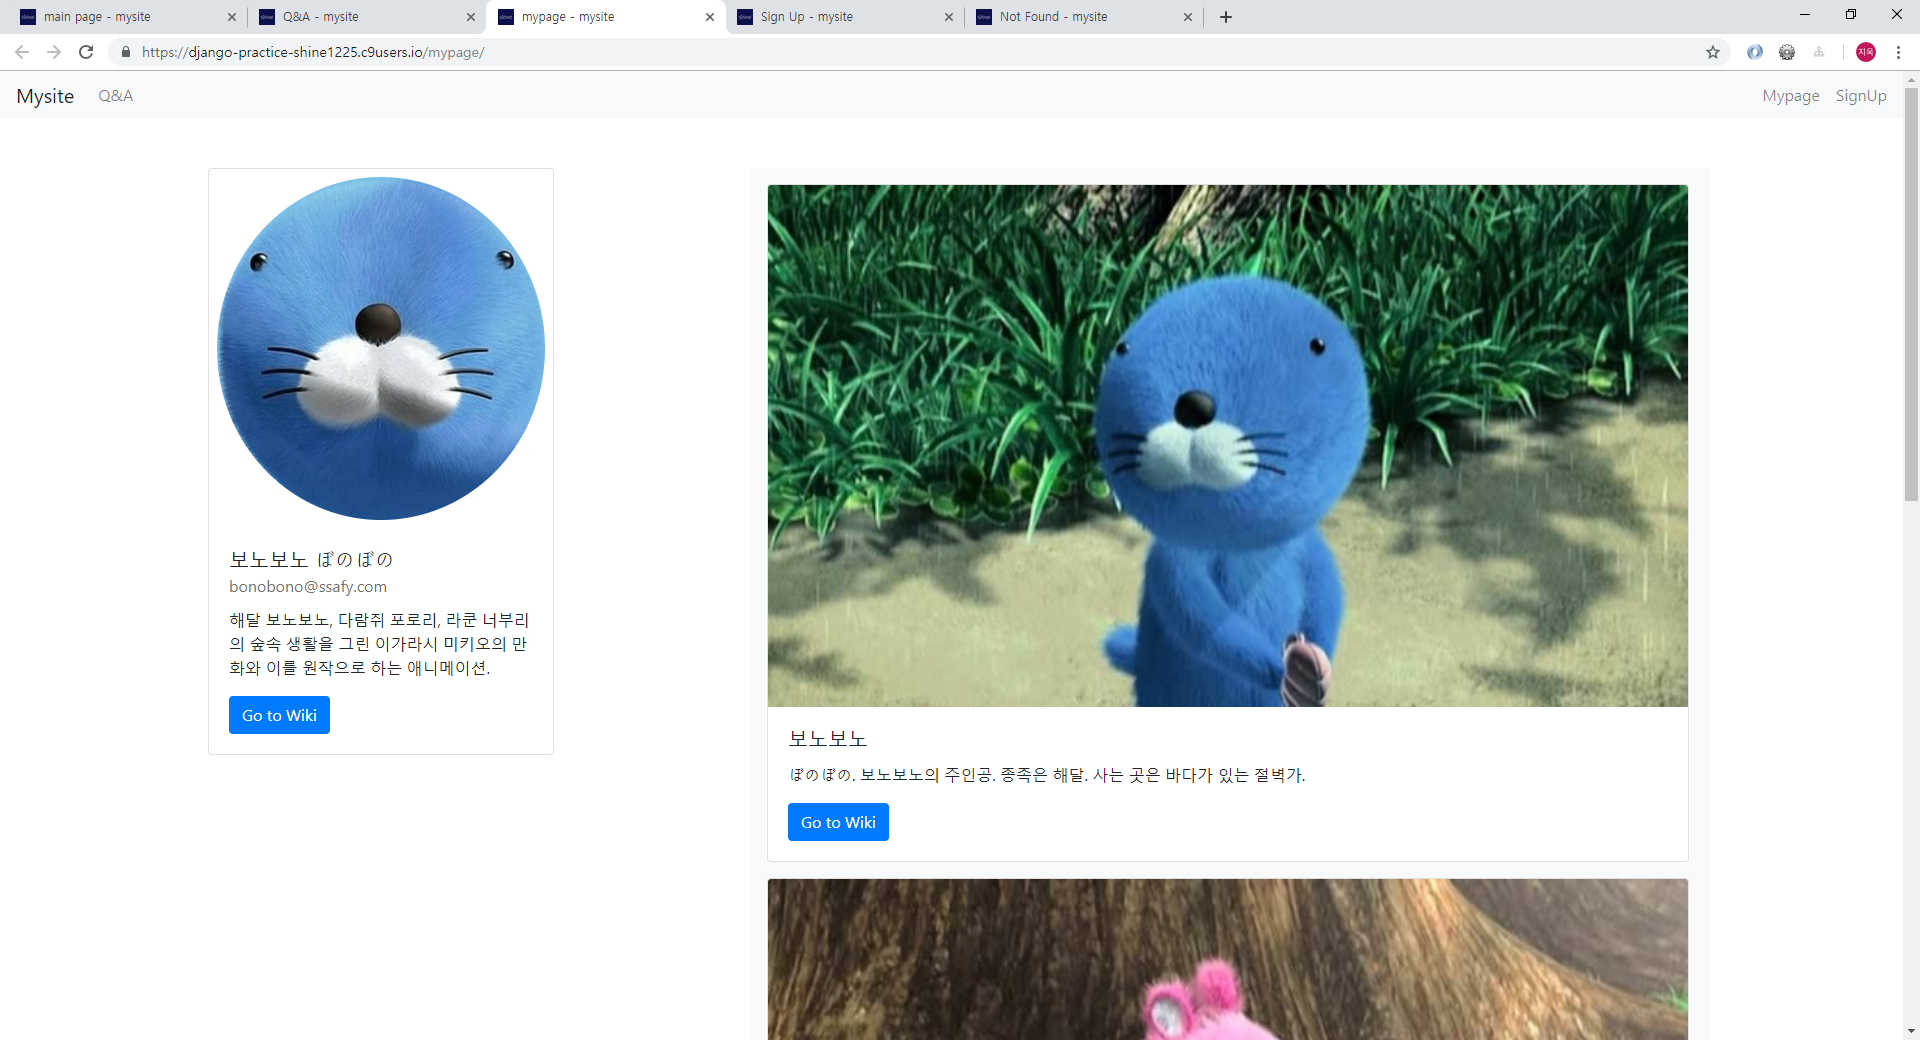 main page - mysite
Q&A - mysite
mypage - mysite
Sign Up - mysite
Not Found - mysite
https://django-practice-shine1225.c9users.io/mypage/
지욱
Mysite Q&A Mypage SignUp
보노보노 ぼのぼの
bonobono@ssafy.com
해달 보노보노, 다람쥐 포로리, 라쿤 너부리
의 숲속 생활을 그린 이가라시 미키오의 만
화와 이를 원작으로 하는 애니메이션.
Go to Wiki
보노보노
ぼのぼの. 보노보노의 주인공. 종족은 해달. 사는 곳은 바다가 있는 절벽가.
Go to Wiki